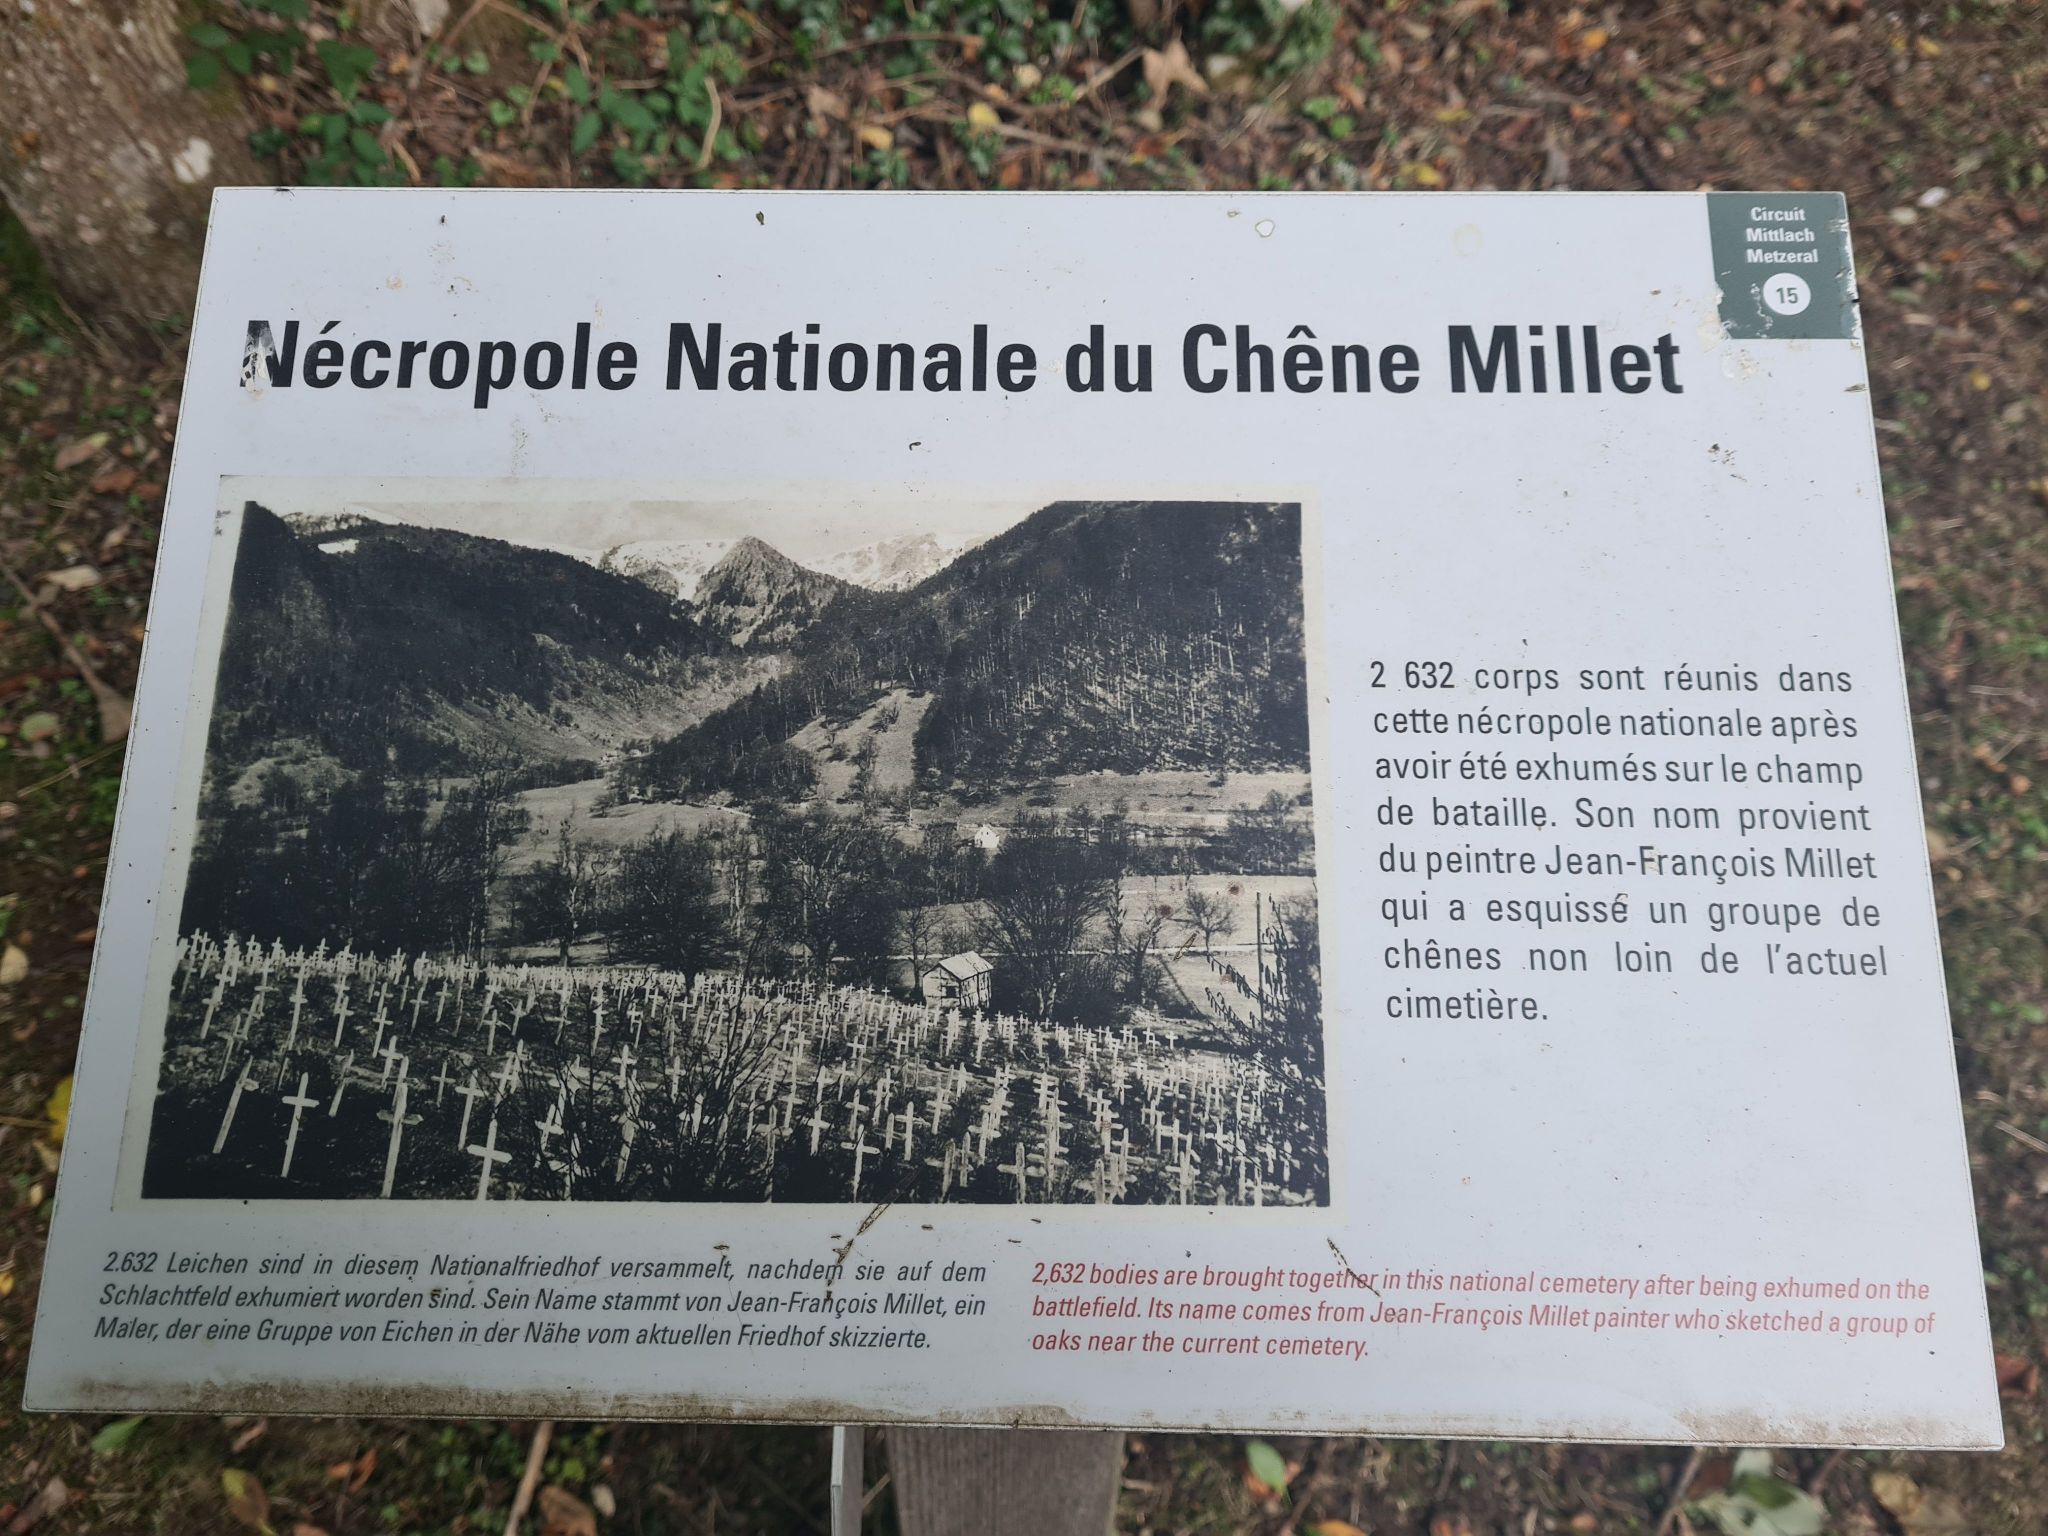 Circuit
Mittlach
Metzeral
15
Nécropole Nationale du Chêne Millet
2 632 corps sont réunis dans
cette nécropole nationale après
avoir été exhumés sur le champ
de bataille. Son nom provient
du peintre Jean-François Millet
qui a esquissé un groupe de
chênes non loin de l'actuel
cimetière.
2.632 Leichen sind in diesem Nationalfriedhof versammelt, nachdem sie auf dem
Schlachtfeld exhumiert worden sind. Sein Name stammt von Jean-François Millet, ein
Maler, der eine Gruppe von Eichen in der Nähe vom aktuellen Friedhof skizzierte.
2,632 bodies are brought together in this national cemetery after being exhumed on the
battlefield. Its name comes from Jean-François Millet painter who sketched a group of
oaks near the current cemetery.